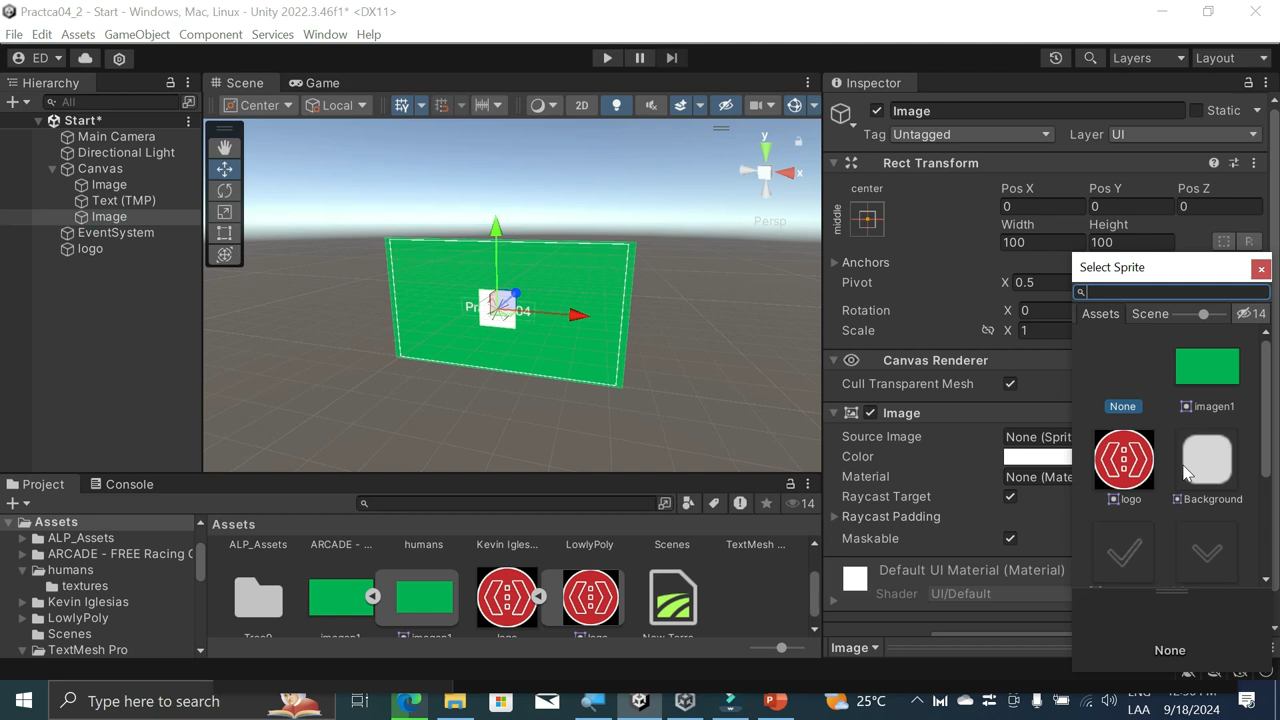 Practca04_2 - Start - Windows, Mac, Linux - Unity 2022.3.46f1* <DX11>
File Edit Assets GameObject Component Services Window Help
ED Layers Layout
Hierarchy Scene Game Inspector
All Center Local 2D
Start*
Main Camera
Directional Light
Canvas
Image
Text (TMP)
Image
EventSystem
logo
y
x
Persp
Image Static
Tag Untagged Layer UI
Rect Transform
center Pos X Pos Y Pos Z
middle 0 0 0
Width Height
100 100 R
Anchors
Pivot X 0.5
Rotation X 0
Scale X 1
Canvas Renderer
Cull Transparent Mesh
Image
Source Image None (Sprit
Color
Material None (Mate
Raycast Target
Raycast Padding
Maskable
Default UI Material (Material)
Shader UI/Default
Image
Select Sprite
Assets Scene 14
None imagen1
logo Background
None
Project Console
14
Assets
ALP_Assets
ARCADE - FREE Racing C
humans
textures
Kevin Iglesias
LowlyPoly
Scenes
TextMesh Pro
Assets
ALP_Assets ARCADE - ... humans Kevin Igles... LowlyPoly Scenes TextMesh ...
imagen1 imagen1 logo logo New Terra
Type here to search
25°C
ENG
LAA 9/18/2024